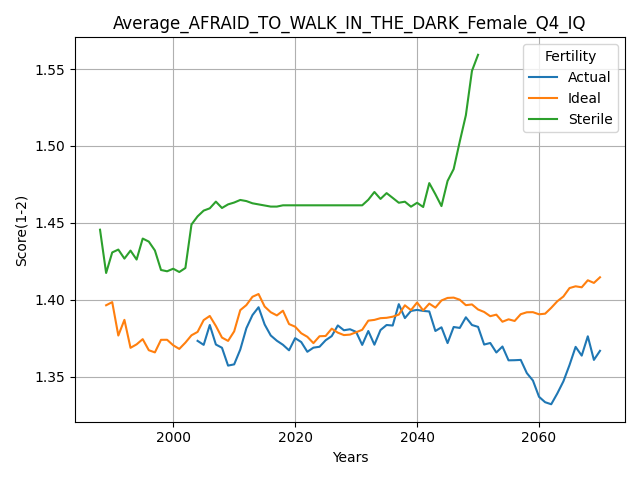 Average_AFRAID_TO_WALK_IN_THE_DARK_Female_Q4_IQ
Fertility
Actual
Ideal
Sterile
Score(1-2)
1.55
1.50
1.45
1.40
1.35
2000
2020
2040
2060
Years